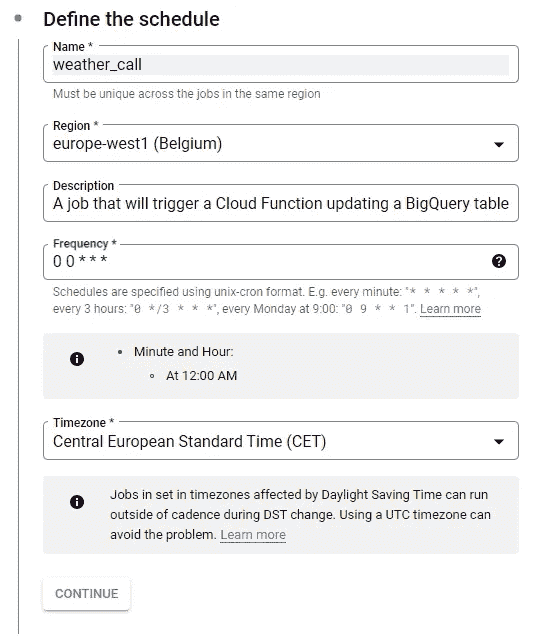 Define the schedule
Name *
weather_call
Must be unique across the jobs in the same region
Region *
europe-west1 (Belgium)
Description
A job that will trigger a Cloud Function updating a BigQuery table
Frequency *
0 0 * * *
Schedules are specified using unix-cron format. E.g. every minute: "* * * * *",
every 3 hours: "0 */3 * * *", every Monday at 9:00: "0 9 * * 1". Learn more
Minute and Hour:
At 12:00 AM
Timezone *
Central European Standard Time (CET)
Jobs in set in timezones affected by Daylight Saving Time can run
outside of cadence during DST change. Using a UTC timezone can
avoid the problem. Learn more
CONTINUE